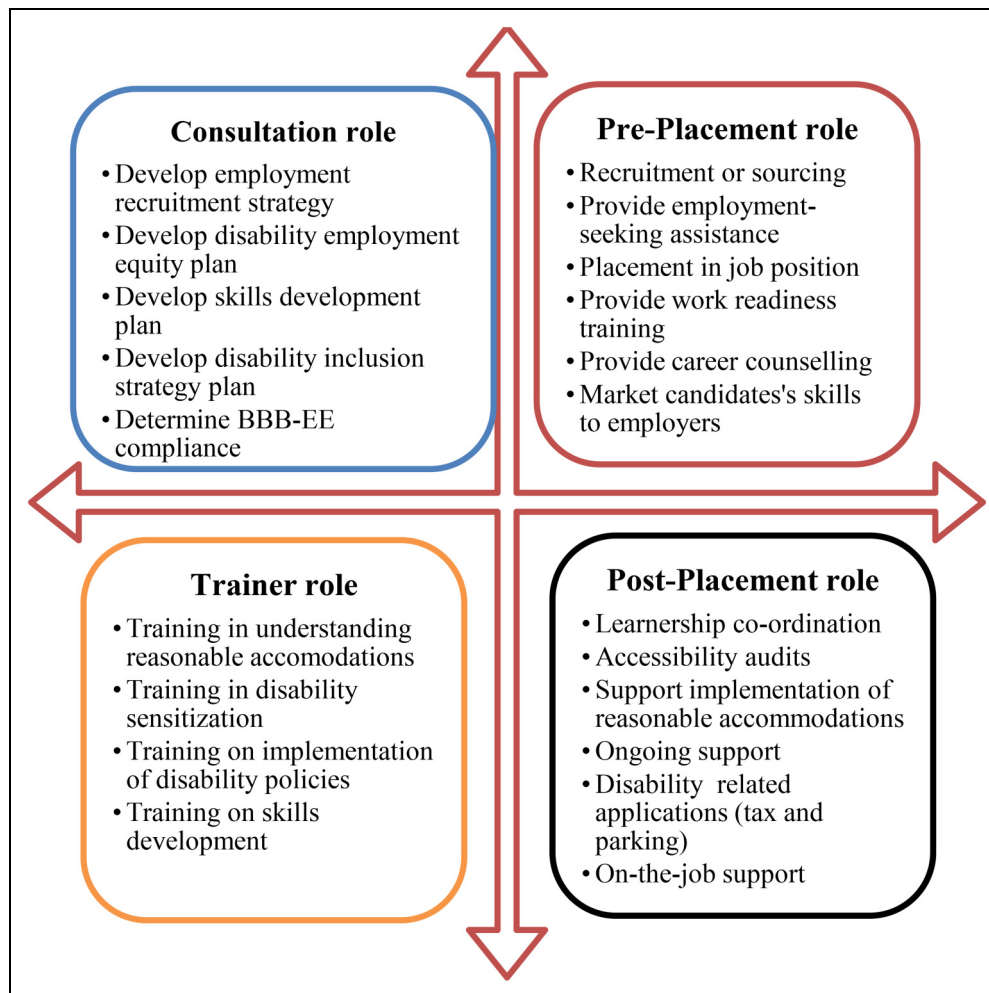 Consultation role
• Develop employment
recruitment strategy
• Develop disability employment
equity plan
• Develop skills development
plan
• Develop disability inclusion
strategy plan
• Determine BBB-EE
compliance
Pre-Placement role
• Recruitment or sourcing
• Provide employment-
seeking assistance
• Placement in job position
• Provide work readiness
training
• Provide career counselling
• Market candidates's skills
to employers
Trainer role
• Training in understanding
reasonable accomodations
• Training in disability
sensitization
• Training on implementation
of disability policies
• Training on skills
development
Post-Placement role
• Learnership co-ordination
• Accessibility audits
• Support implementation of
reasonable accommodations
• Ongoing support
• Disability related
applications (tax and
parking)
• On-the-job support